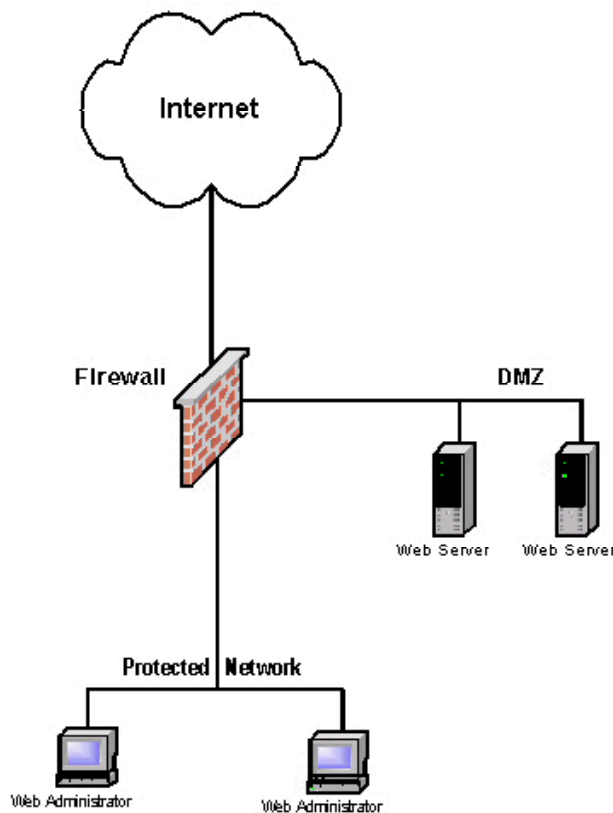 Internet
Firewall
DMZ
Web Server
Web Server
Protected Network
Web Administrator
Web Administrator